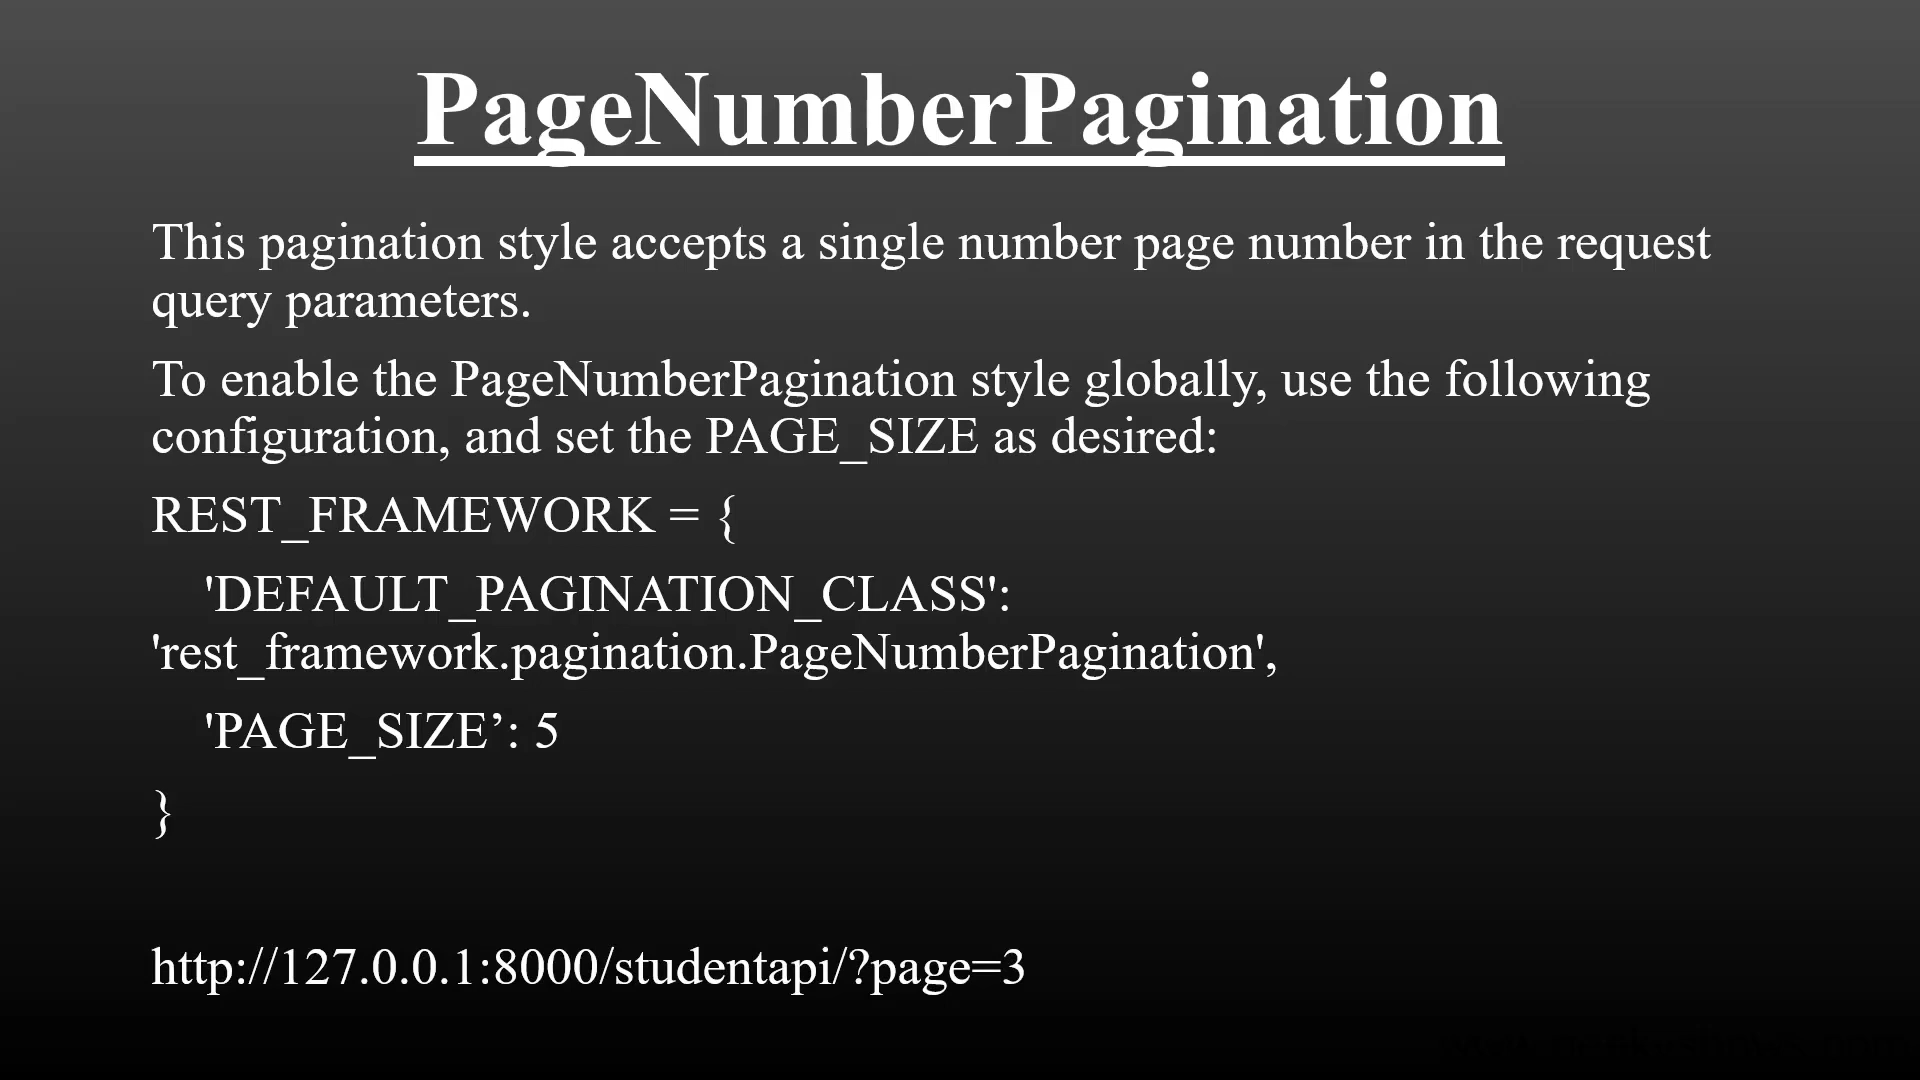 PageNumberPagination
This pagination style accepts a single number page number in the request
query parameters.
To enable the PageNumberPagination style globally, use the following
configuration, and set the PAGE_SIZE as desired:
REST_FRAMEWORK = {
'DEFAULT_PAGINATION_CLASS':
'rest_framework.pagination.PageNumberPagination',
'PAGE_SIZE’: 5
}
http://127.0.0.1:8000/studentapi/?page=3